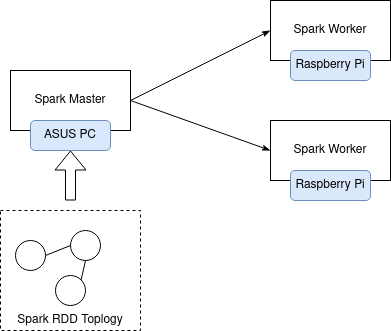 Spark Worker
Raspberry Pi
Spark Master
ASUS PC
Spark Worker
Raspberry Pi
Spark RDD Toplogy